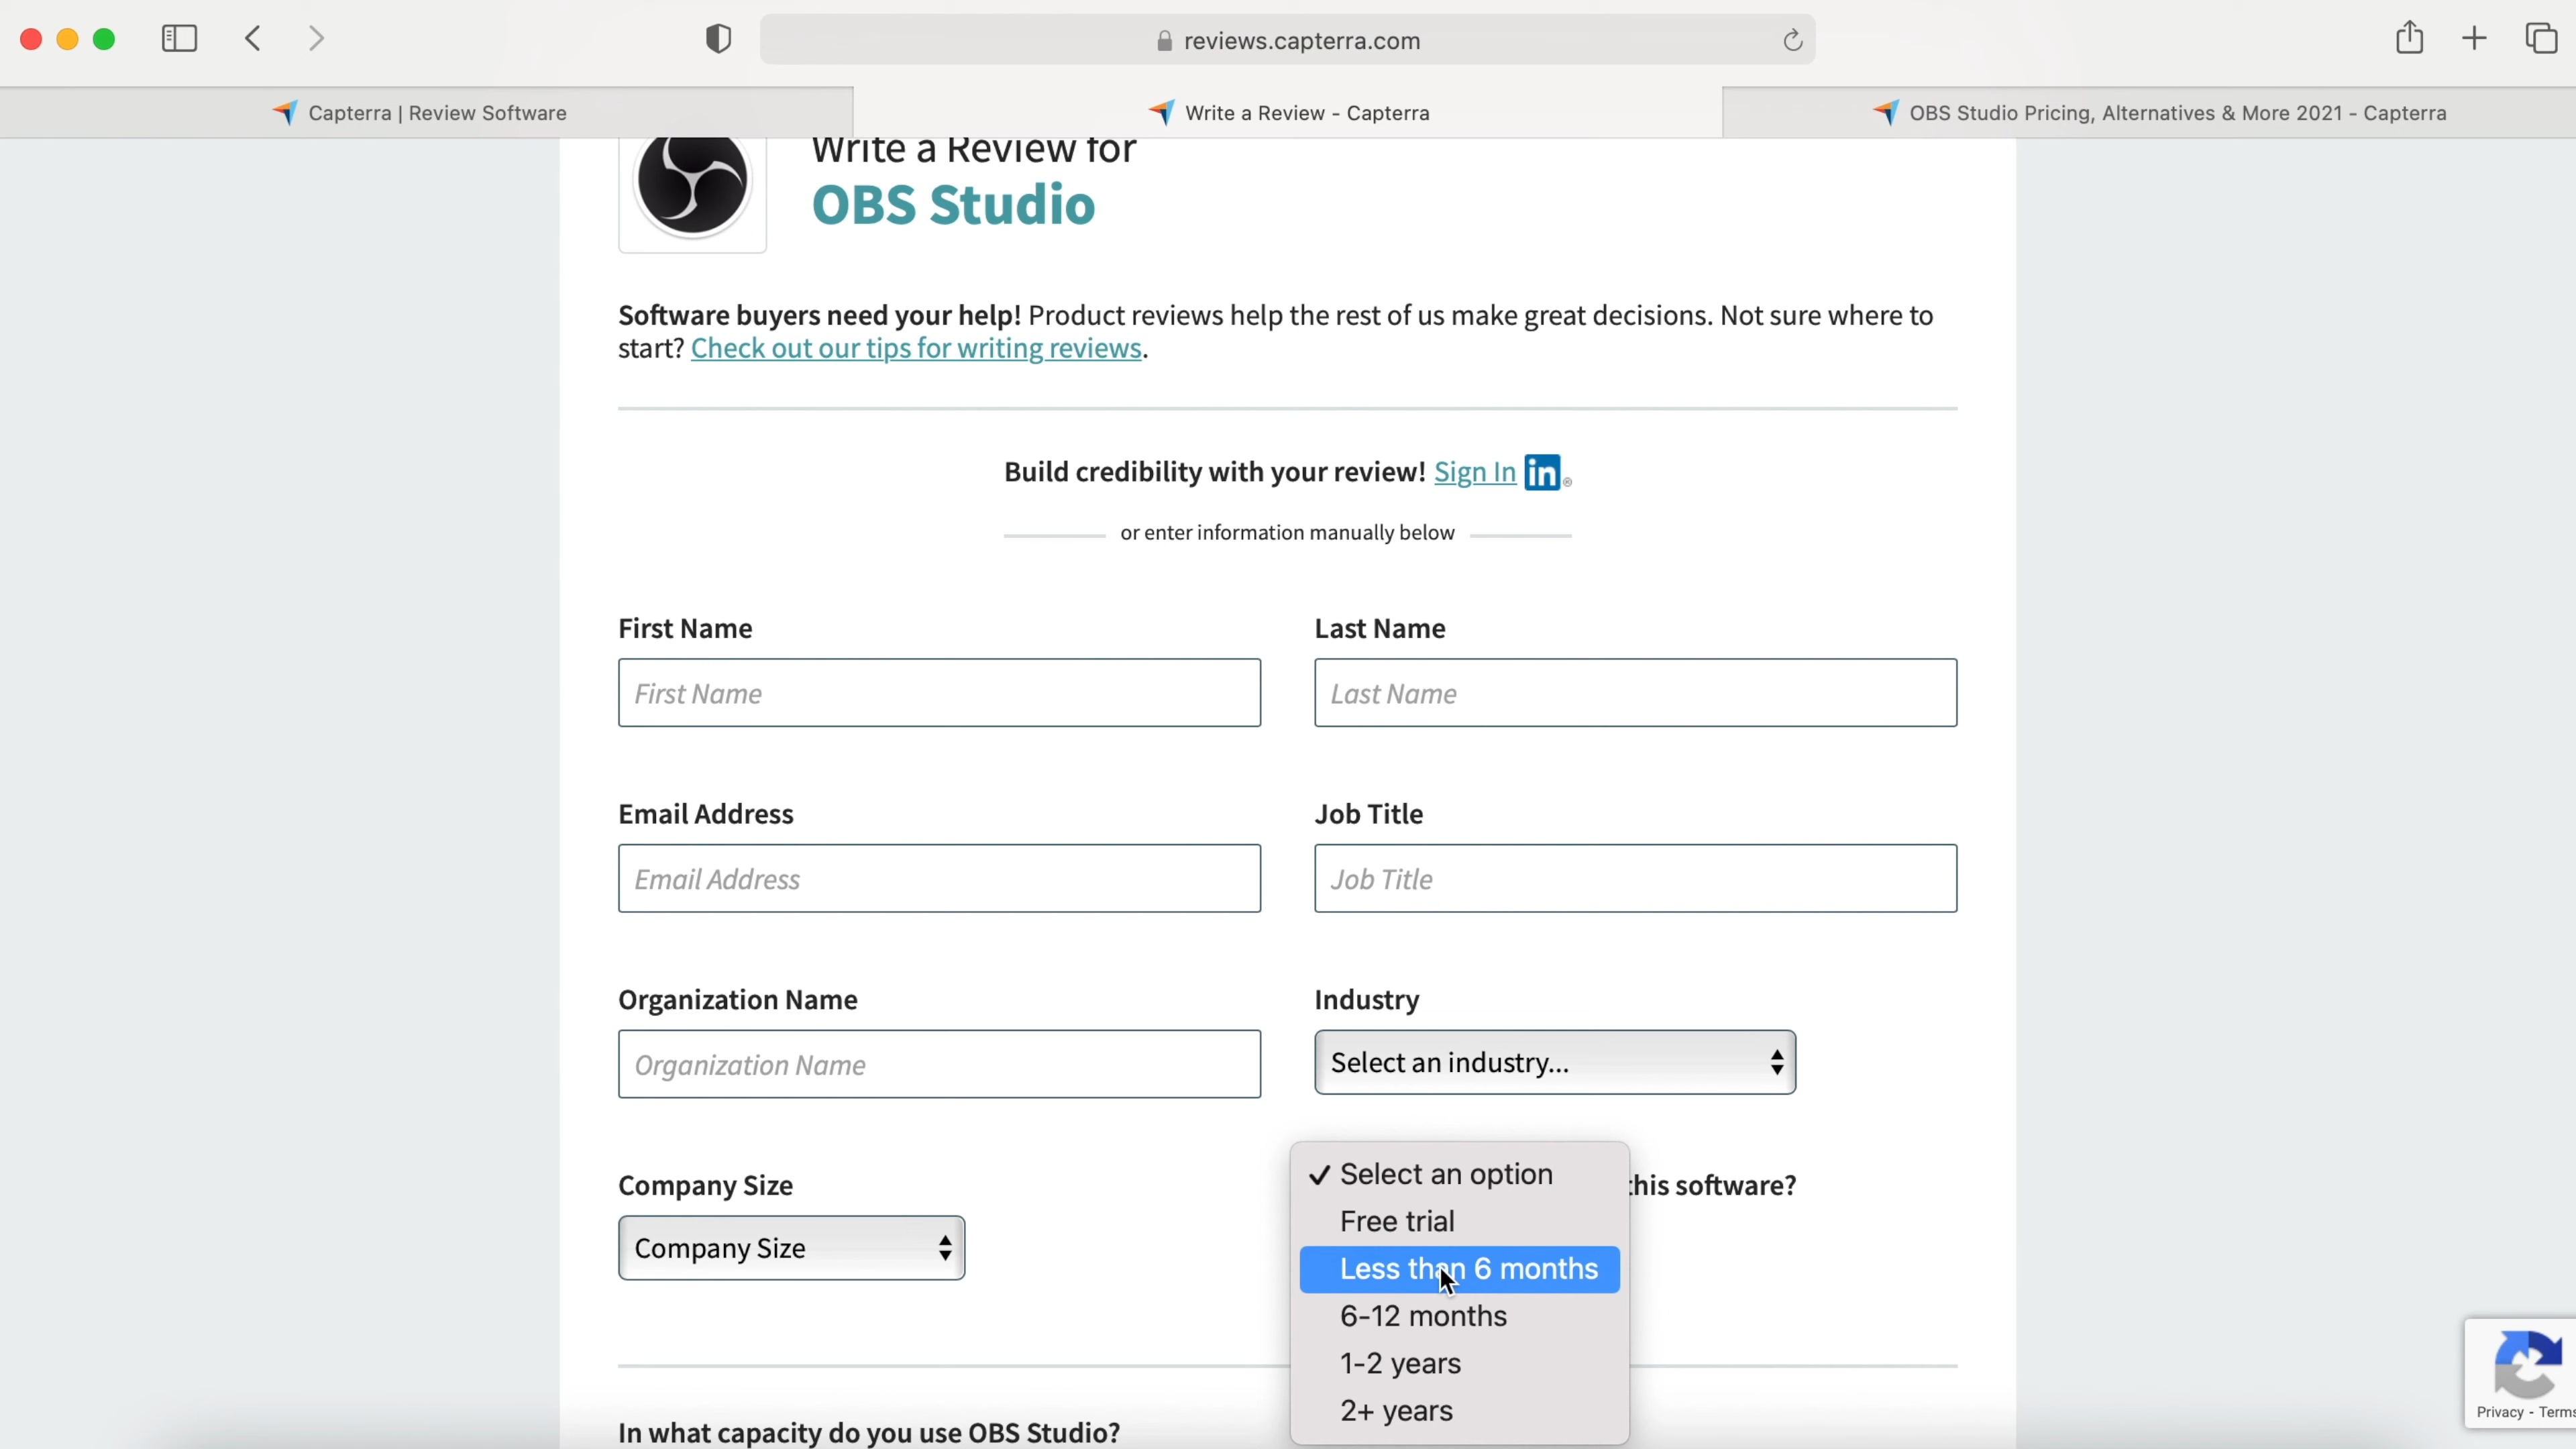 reviews.capterra.com
Capterra | Review Software
Write a Review - Capterra
OBS Studio Pricing, Alternatives & More 2021 - Capterra
Write a Review for
OBS Studio
Software buyers need your help! Product reviews help the rest of us make great decisions. Not sure where to
start? Check out our tips for writing reviews.
Build credibility with your review! Sign In in®
or enter information manually below
First Name
Last Name
First Name
Last Name
Email Address
Job Title
Email Address
Job Title
Organization Name
Industry
Organization Name
Select an industry...
Company Size
this software?
Company Size
✓ Select an option
Free trial
Less than 6 months
6-12 months
1-2 years
2+ years
In what capacity do you use OBS Studio?
Privacy - Terms